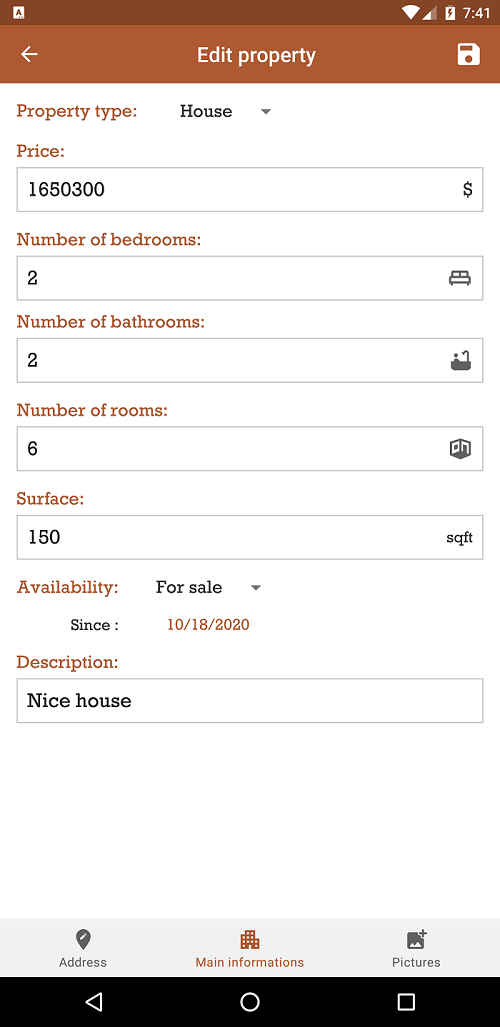 7:41
Edit property
Property type: House
Price:
1650300 $
Number of bedrooms:
2
Number of bathrooms:
2
Number of rooms:
6
Surface:
150 sqft
Availability: For sale
Since : 10/18/2020
Description:
Nice house
Address Main informations Pictures